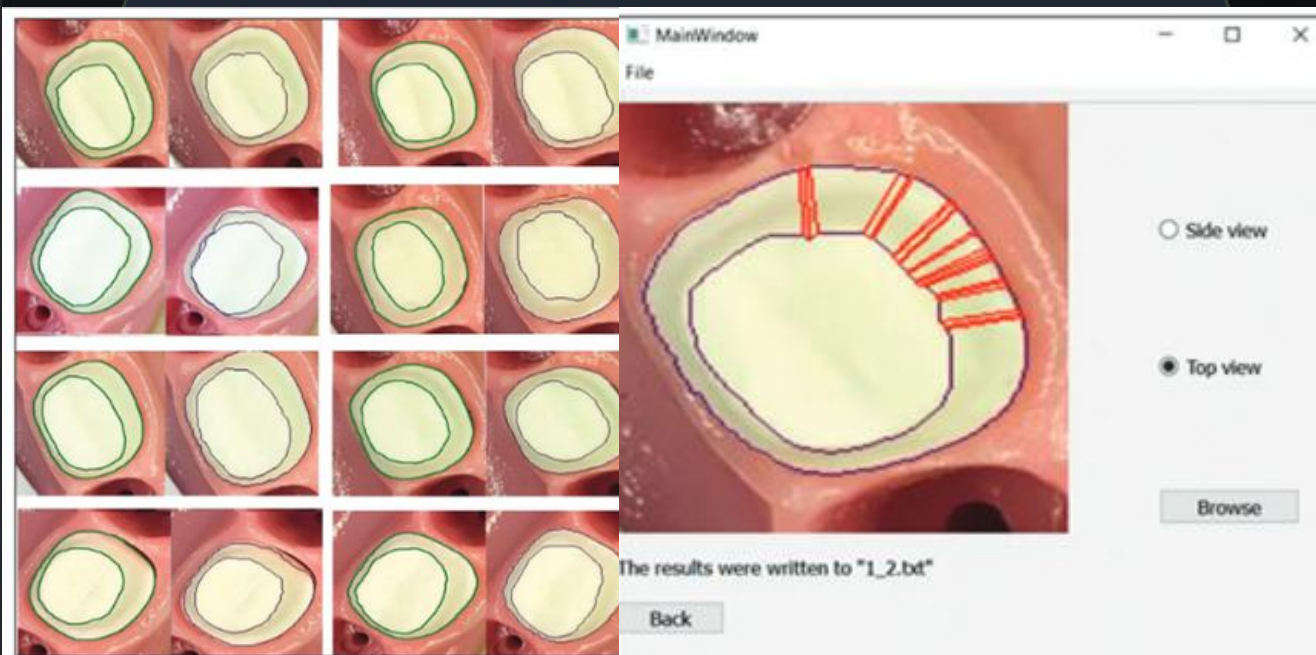 MainWindow
File
Side view
Top view
Browse
The results were written to "1_2.txt"
Back